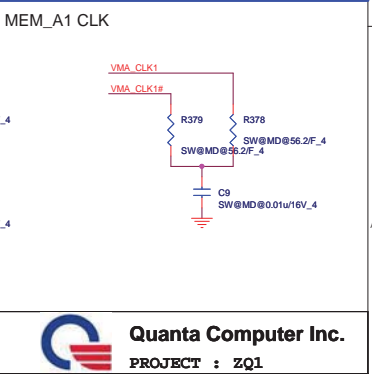 MEM_A1 CLK
VMA_CLK1
VMA_CLK1#
_4
R379
R378
SW@MD@56.2/F_4
SW@MD@56.2/F_4
C9
SW@MD@0.01u/16V_4
_4
Quanta Computer Inc.
PROJECT : ZQ1